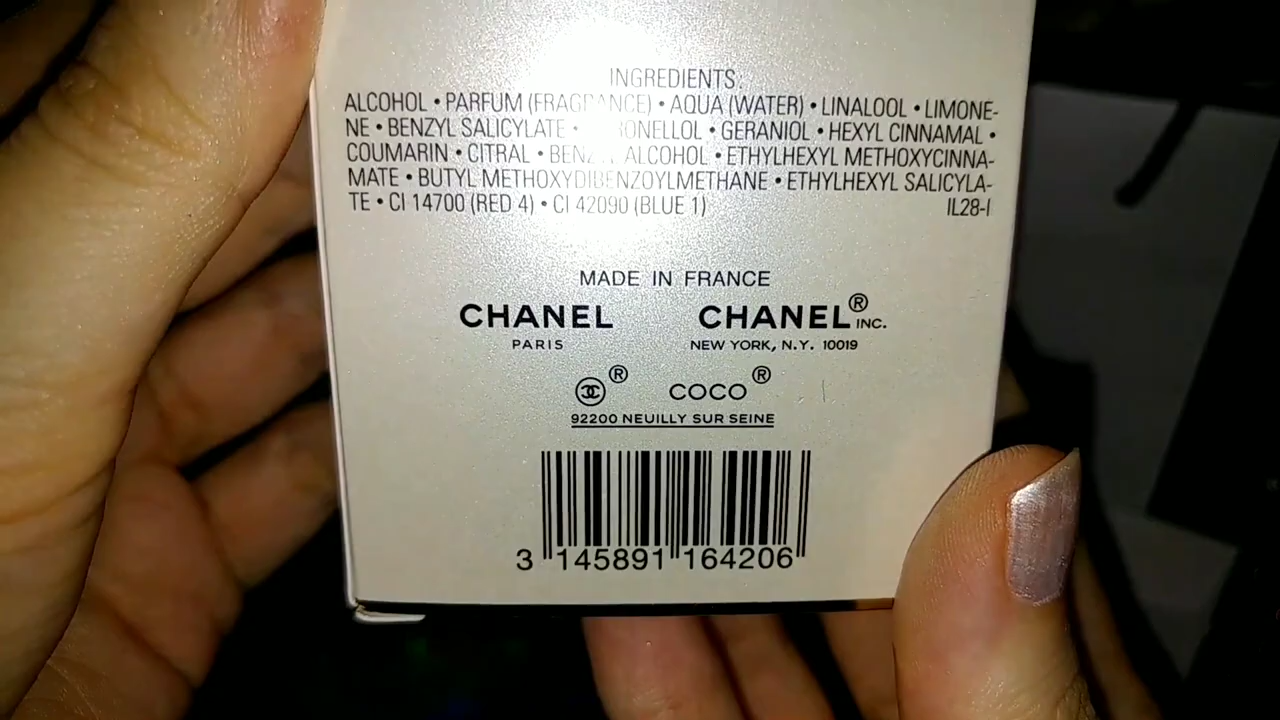 INGREDIENTS
ALCOHOL • PARFUM (FRAGRANCE) • AQUA (WATER) • LINALOOL • LIMONE-
NE • BENZYL SALICYLATE • • GERANIOL • HEXYL CINNAMAL •
COUMARIN • CITRAL • ALCOHOL • ETHYLHEXYL METHOXYCINNA-
MATE • BUTYL METHOXYDIBENZOYLMETHANE • ETHYLHEXYL SALICYLA-
TE • CI 14700 (RED 4) • CI 42090 (BLUE 1) IL28-I
MADE IN FRANCE
CHANEL CHANEL® INC.
PARIS NEW YORK, N.Y. 10019
® COCO®
92200 NEUILLY SUR SEINE
3 145891 164206